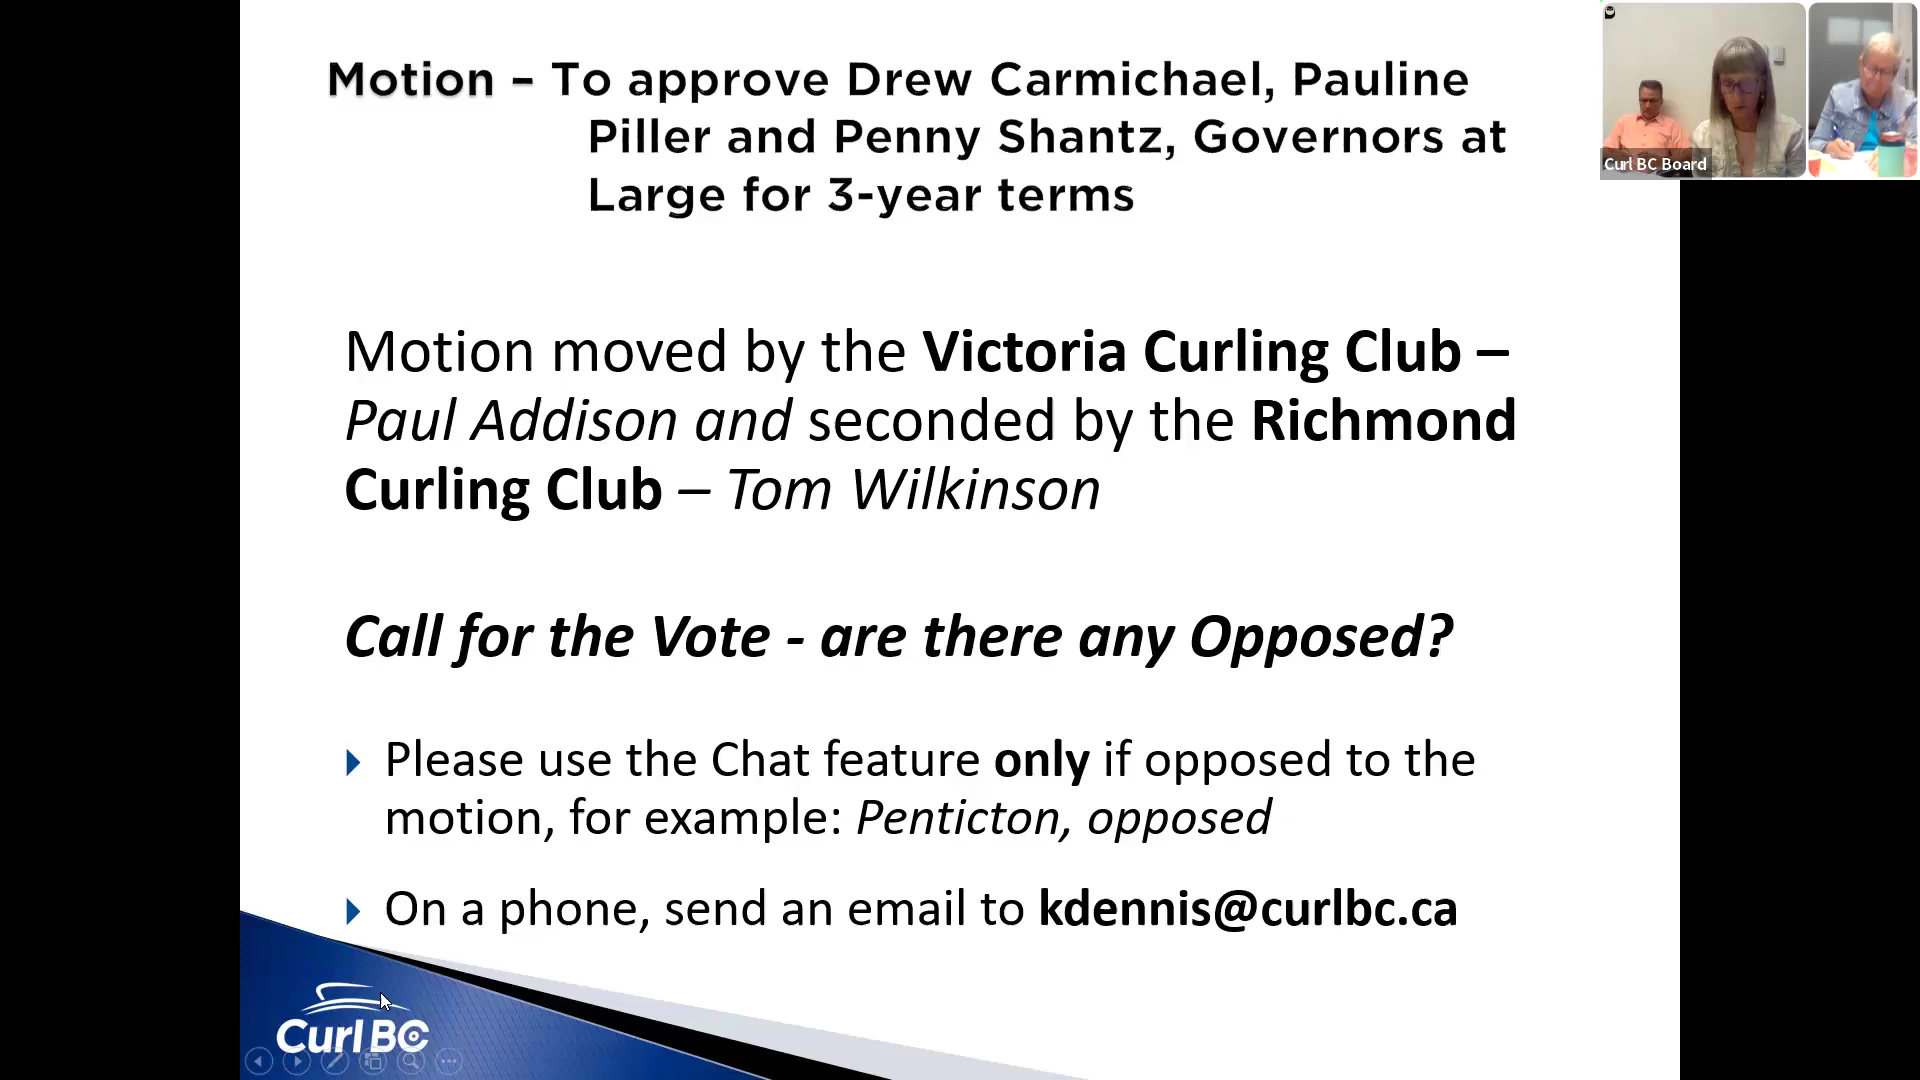 Motion – To approve Drew Carmichael, Pauline
Piller and Penny Shantz, Governors at
Large for 3-year terms
Curl BC Board
Motion moved by the Victoria Curling Club –
Paul Addison and seconded by the Richmond
Curling Club – Tom Wilkinson
Call for the Vote - are there any Opposed?
Please use the Chat feature only if opposed to the
motion, for example: Penticton, opposed
On a phone, send an email to kdennis@curlbc.ca
Curl BC